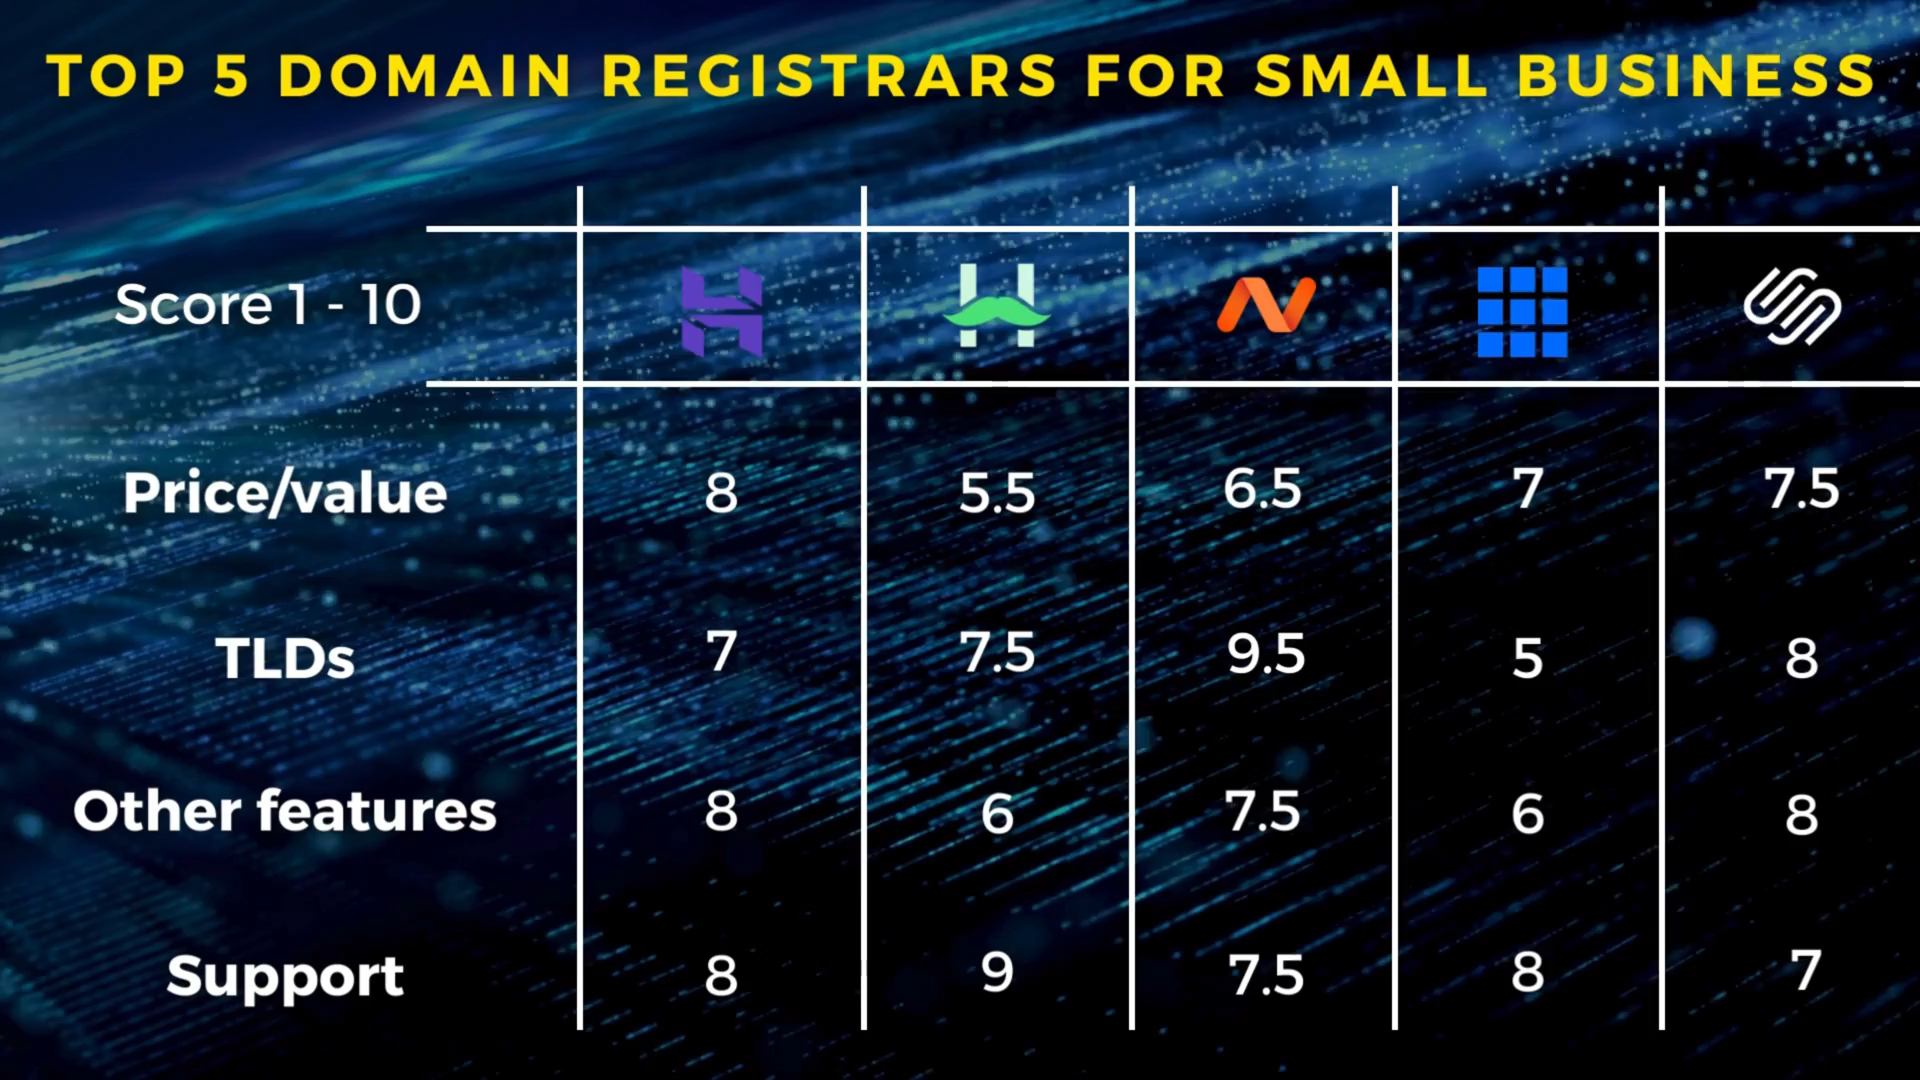 TOP 5 DOMAIN REGISTRARS FOR SMALL BUSINESS
Score 1 - 10
Price/value 8 5.5 6.5 7 7.5
TLDs 7 7.5 9.5 5 8
Other features 8 6 7.5 6 8
Support 8 9 7.5 8 7